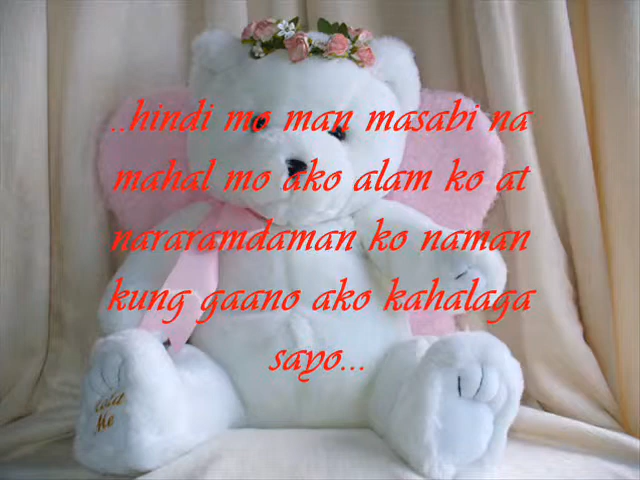 ..hindi mo man masabi na
mahal mo ako alam ko at
nararamdaman ko naman
kung gaano ako kahalaga
sayo...
Me